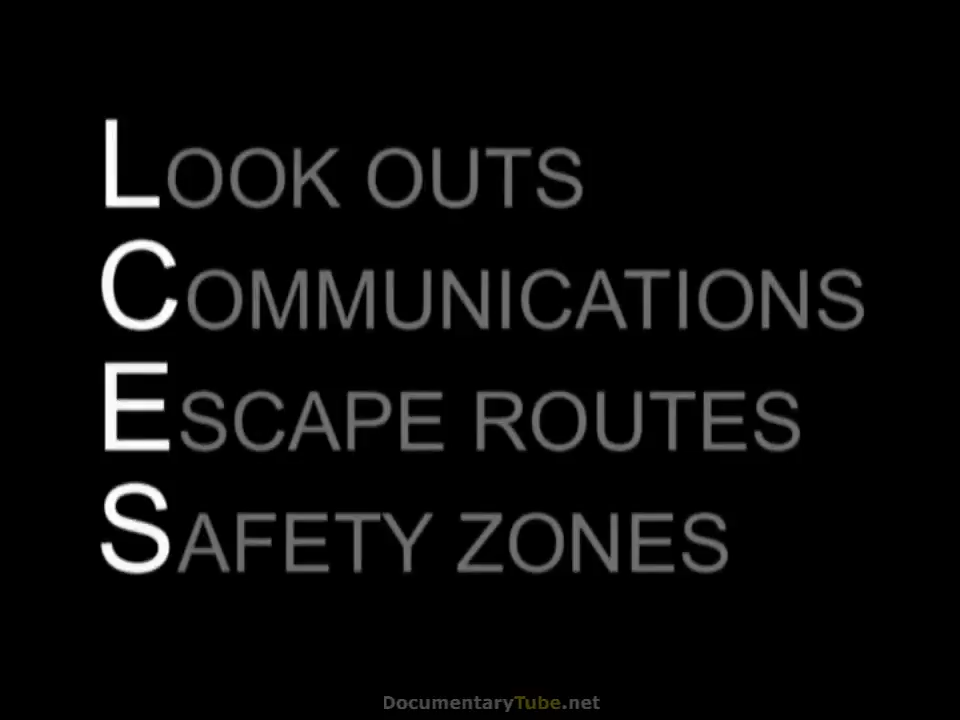 LOOK OUTS
COMMUNICATIONS
ESCAPE ROUTES
SAFETY ZONES
DocumentaryTube.net